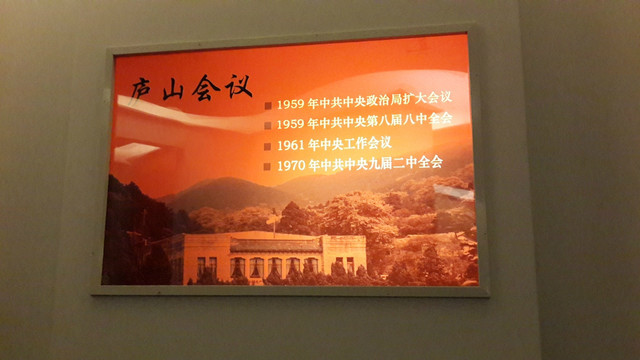 庐山会议
1959 年中共中央政治局扩大会议
1959 年中共中央第八届八中全会
1961 年中央工作会议
1970 年中共中央九届二中全会